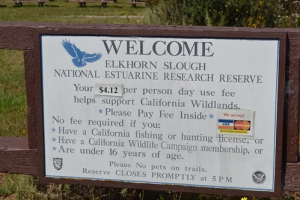 WELCOME
ELKHORN SLOUGH
NATIONAL ESTUARINE RESEARCH RESERVE
Your $4.12 per person day use fee
helps support California Wildlands.
★ Please Pay Fee Inside ★
No fee required if you:
★ Have a California fishing or hunting license, or
★ Have a California Wildlife Campaign membership, or
★ Are under 16 years of age.
We accept
Please No pets on trails.
Reserve CLOSES PROMPTLY at 5 PM